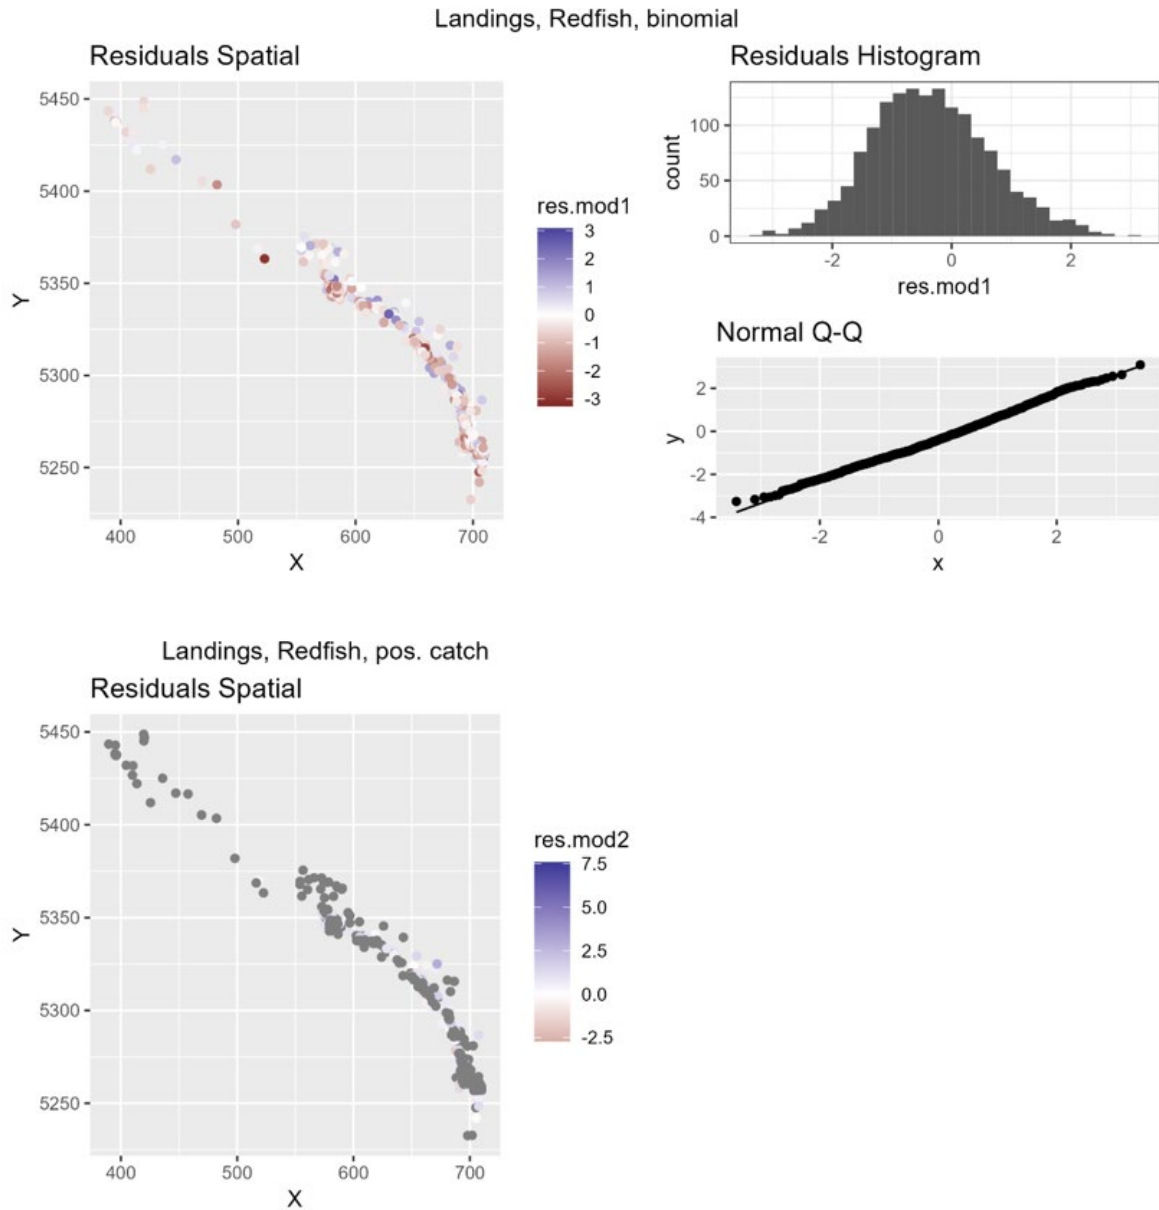 Landings, Redfish, binomial
Residuals Spatial
5450
5400
5350
5300
5250
Y
400 500 600 700
X
res.mod1
3
2
1
0
-1
-2
-3
Residuals Histogram
100
50
0
count
-2 0 2
res.mod1
Normal Q-Q
2
0
-2
-4
y
-2 0 2
x
Landings, Redfish, pos. catch
Residuals Spatial
5450
5400
5350
5300
5250
Y
400 500 600 700
X
res.mod2
7.5
5.0
2.5
0.0
-2.5